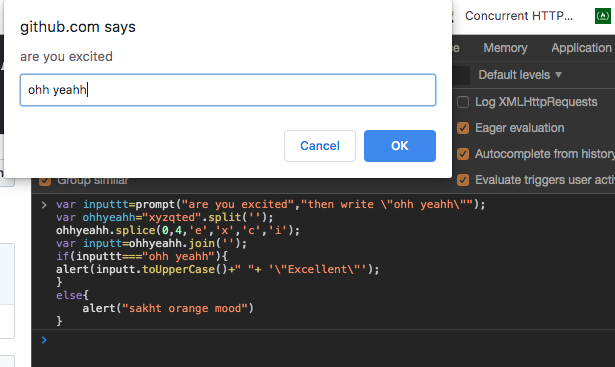 github.com says
Concurrent HTTP...
are you excited
Memory
Application
Default levels ▼
ohh yeahh
Log XMLHttpRequests
Eager evaluation
Cancel
OK
Autocomplete from history
Group similar
Evaluate triggers user acti
> var inputtt=prompt("are you excited","then write \"ohh yeahh\"");
var ohhyeahh="xyzqted".split('');
ohhyeahh.splice(0,4,'e','x','c','i');
var inputt=ohhyeahh.join('');
if(inputtt==="ohh yeahh"){
alert(inputt.toUpperCase()+" "+ '\"Excellent\"');
}
else{
alert("sakht orange mood")
}
>